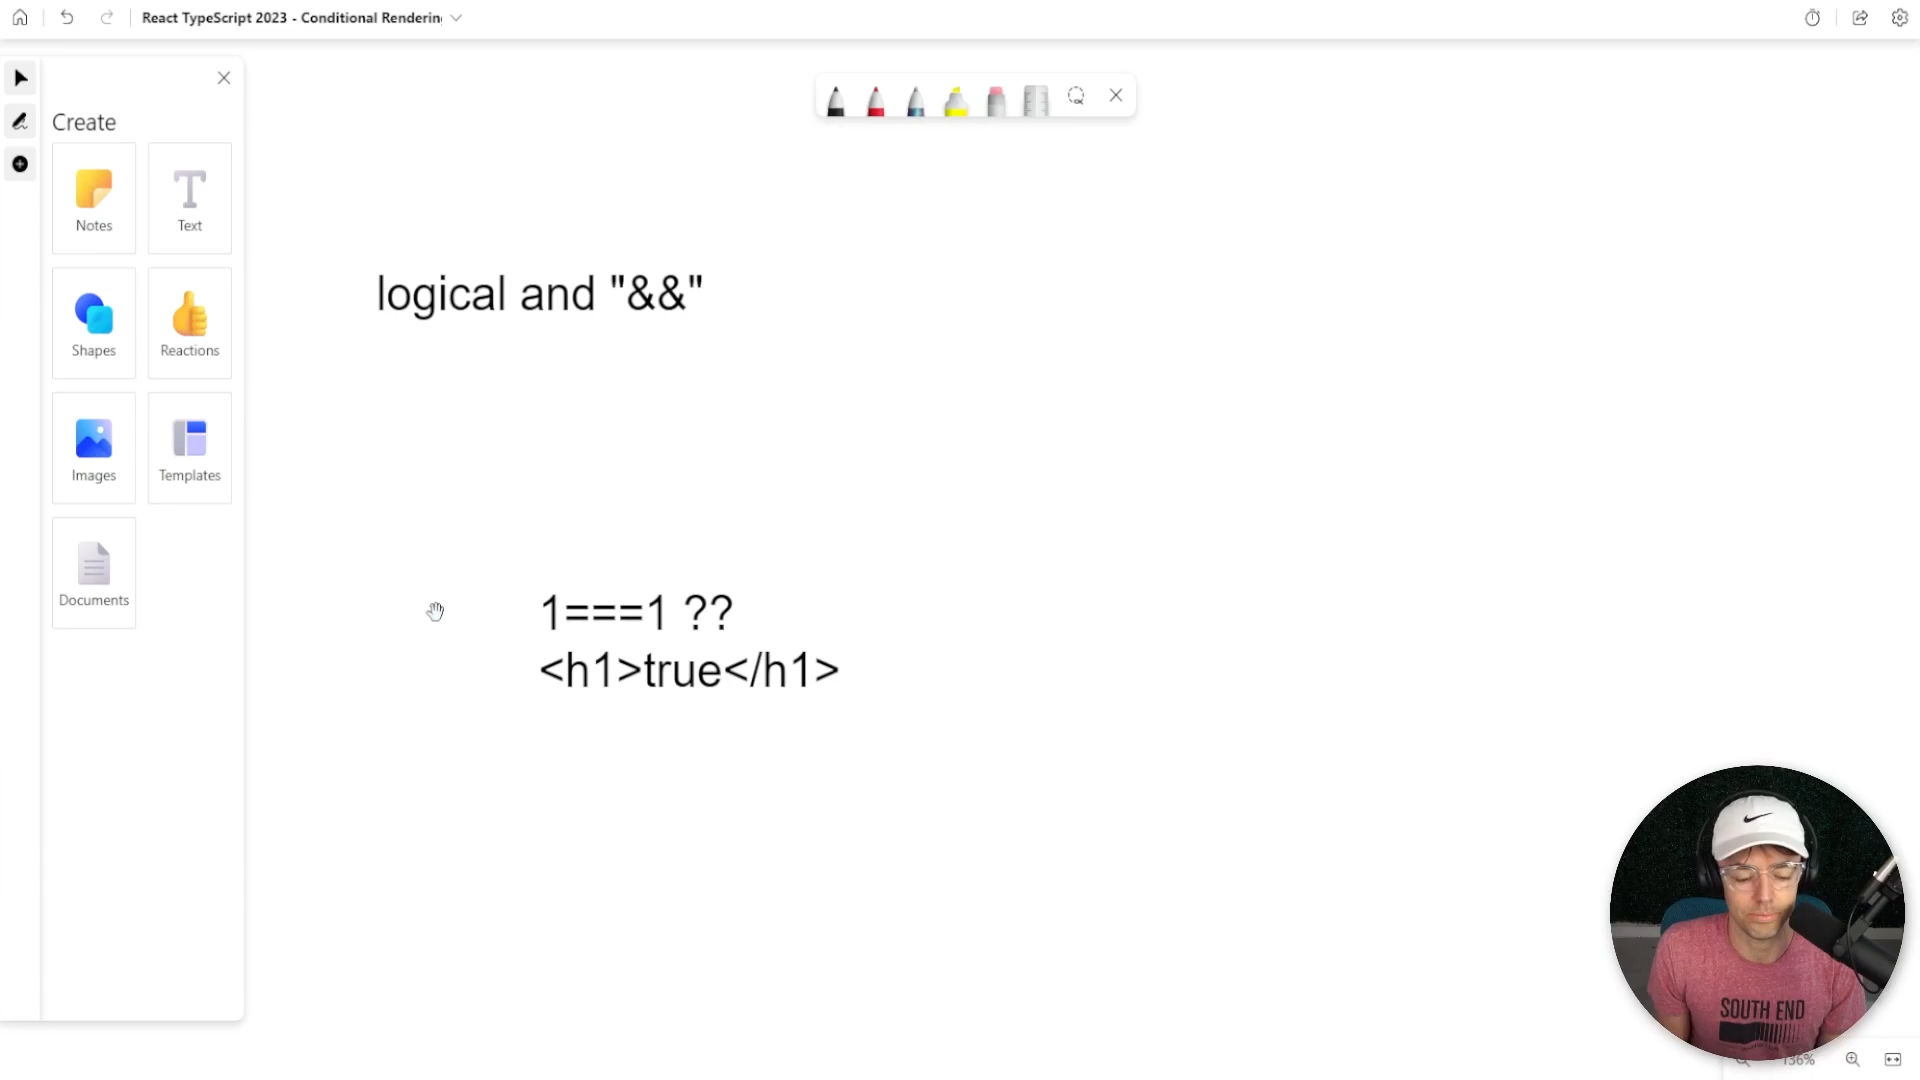 React TypeScript 2023 - Conditional Renderin
Create
Notes
Text
logical and "&&"
Shapes
Reactions
Images
Templates
Documents
1===1 ??
<h1>true</h1>
SOUTH END
136%